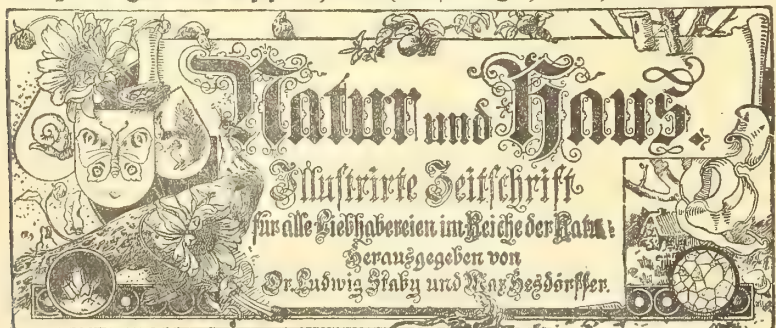 Natur und Haus.
Illustrirte Zeitschrift
für alle Liebhabereien im Reiche der Natur
Herausgegeben von
Dr. Ludwig Staby und Max Hesdörffer.